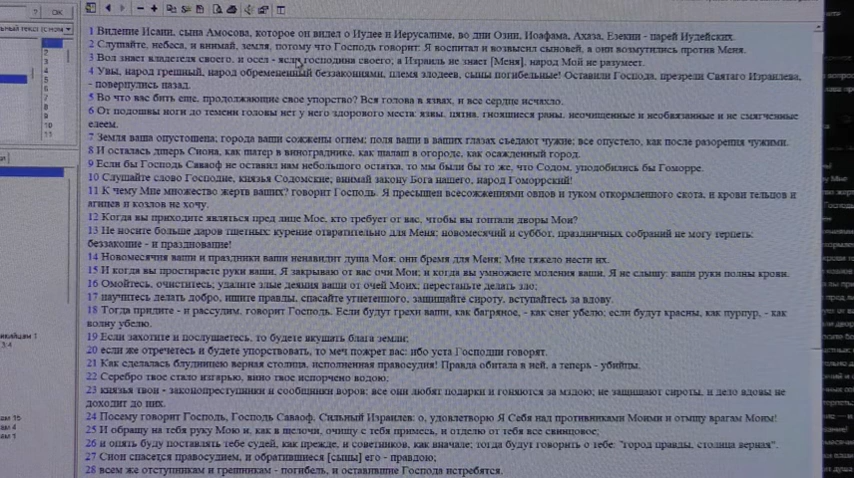 OK
1 Видение Исаии, сына Амосова, которое он видел о Иудее и Иерусалиме, во дни Озии, Иоафама, Ахаза, Езекии - царей Иудейских.
2 Слушайте, небеса, и внимай, земля, потому что Господь говорит: Я воспитал и возвысил сыновей, а они возмутились против Меня.
3 Вол знает владетеля своего, и осел - ясли господина своего; а Израиль не знает [Меня], народ Мой не разумеет.
4 Увы, народ грешный, народ обремененный беззакониями, племя злодеев, сыны погибельные! Оставили Господа, презрели Святаго Израилева,
- повернулись назад.
5 Во что вас бить еще, продолжающие свое упорство? Вся голова в язвах, и все сердце исчахло.
6 От подошвы ноги до темени головы нет у него здорового места: язвы, пятна, гноящиеся раны, неочищенные и необвязанные и не смягченные
елеем.
7 Земля ваша опустошена; города ваши сожжены огнем; поля ваши в ваших глазах съедают чужие; все опустело, как после разорения чужими.
8 И осталась дщерь Сиона, как шатер в винограднике, как шалаш в огороде, как осажденный город.
9 Если бы Господь Саваоф не оставил нам небольшого остатка, то мы были бы то же, что Содом, уподобились бы Гоморре.
10 Слушайте слово Господне, князья Содомские; внимай закону Бога нашего, народ Гоморрский!
11 К чему Мне множество жертв ваших? говорит Господь. Я пресыщен всесожжениями овнов и туком откормленного скота, и крови тельцов и
агнцев и козлов не хочу.
12 Когда вы приходите являться пред лице Мое, кто требует от вас, чтобы вы топтали дворы Мои?
13 Не носите больше даров тщетных: курение отвратительно для Меня; новомесячий и суббот, праздничных собраний не могу терпеть:
беззаконие - и празднование!
14 Новомесячия ваши и праздники ваши ненавидит душа Моя: они бремя для Меня; Мне тяжело нести их.
15 И когда вы простираете руки ваши, Я закрываю от вас очи Мои; и когда вы умножаете моления ваши, Я не слышу: ваши руки полны крови.
16 Омойтесь, очиститесь; удалите злые деяния ваши от очей Моих; перестаньте делать зло;
17 научитесь делать добро, ищите правды, спасайте угнетенного, защищайте сироту, вступайтесь за вдову.
18 Тогда придите - и рассудим, говорит Господь. Если будут грехи ваши, как багряное, - как снег убелю; если будут красны, как пурпур, - как
волну убелю.
19 Если захотите и послушаетесь, то будете вкушать блага земли;
20 если же отречетесь и будете упорствовать, то меч пожрет вас: ибо уста Господни говорят.
21 Как сделалась блудницею верная столица, исполненная правосудия! Правда обитала в ней, а теперь - убийцы.
22 Серебро твое стало изгарью, вино твое испорчено водою;
23 князья твои - законопреступники и сообщники воров; все они любят подарки и гоняются за мздою; не защищают сироты, и дело вдовы не
доходит до них.
24 Посему говорит Господь, Господь Саваоф, Сильный Израилев: о, удовлетворю Я Себя над противниками Моими и отмщу врагам Моим!
25 И обращу на тебя руку Мою и, как в щелочи, очищу с тебя примесь, и отделю от тебя все свинцовое;
26 и опять буду поставлять тебе судей, как прежде, и советников, как вначале; тогда будут говорить о тебе: "город правды, столица верная".
27 Сион спасется правосудием, и обратившиеся [сыны] его - правдою;
28 всем же отступникам и грешникам - погибель, и оставившие Господа истребятся.